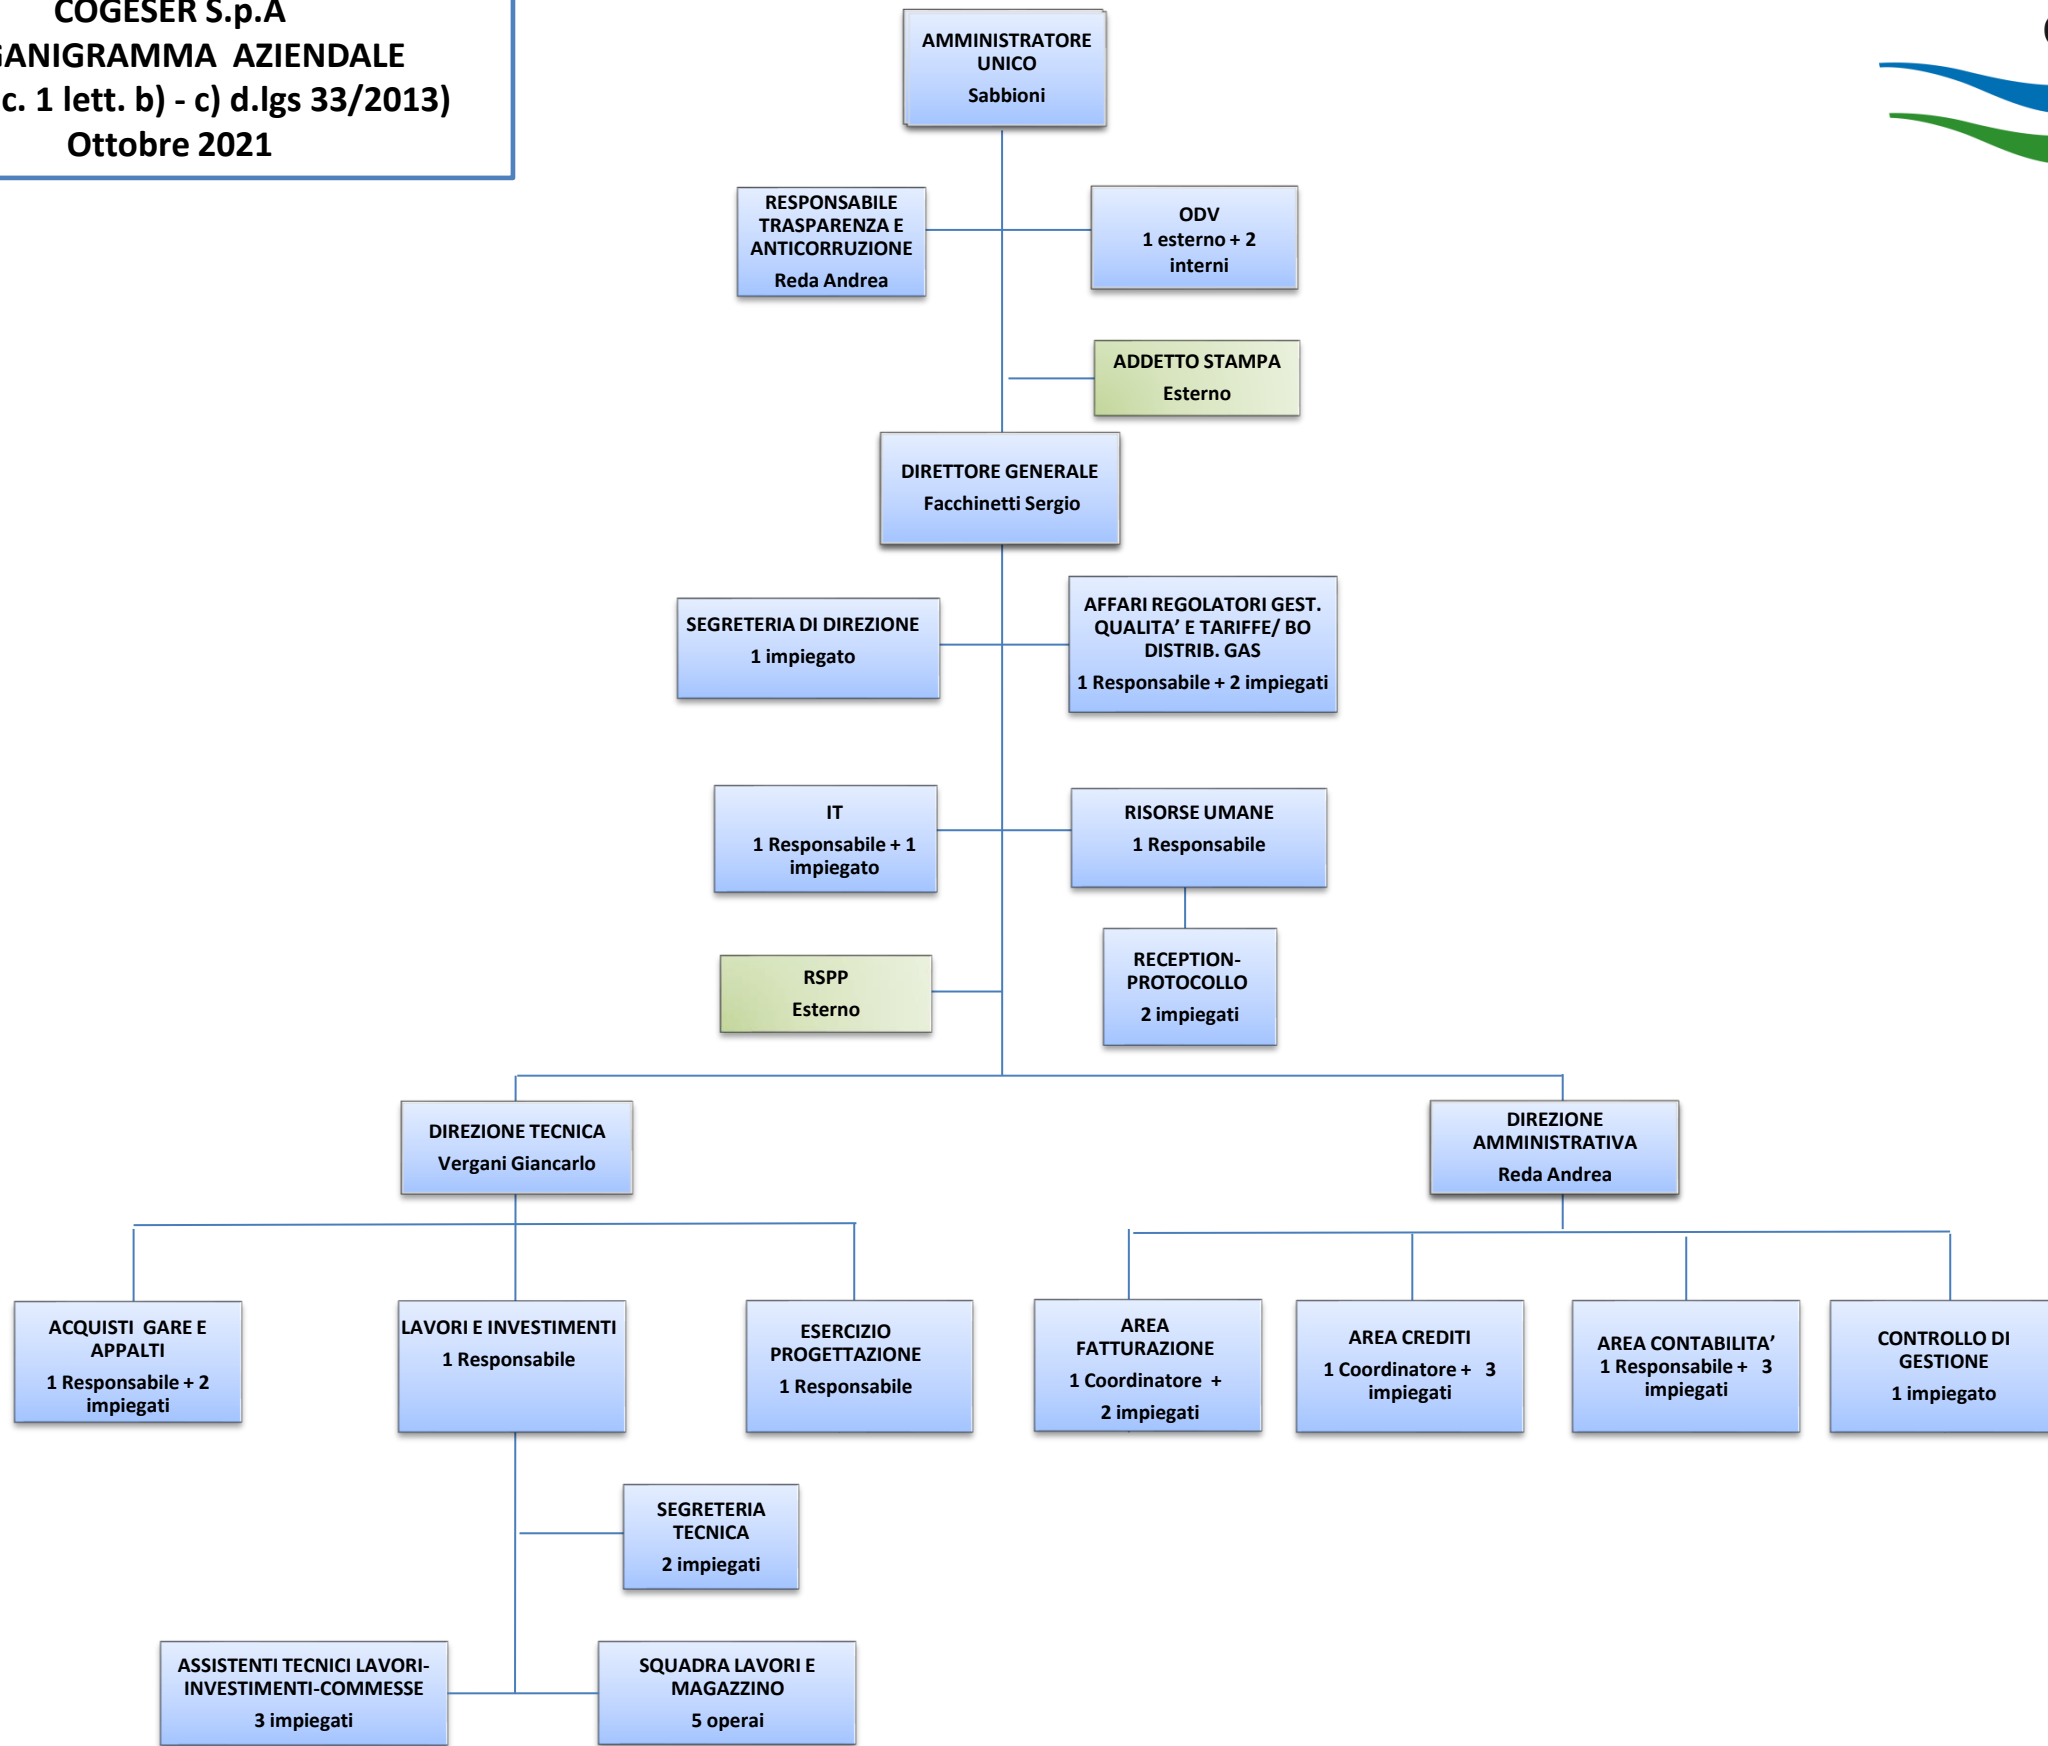 COGESER S.p.A
GANIGRAMMA AZIENDALE
c. 1 lett. b) - c) d.lgs 33/2013)
Ottobre 2021
AMMINISTRATORE
UNICO
Sabbioni
RESPONSABILE
TRASPARENZA E
ANTICORRUZIONE
Reda Andrea
ODV
1 esterno + 2
interni
ADDETTO STAMPA
Esterno
DIRETTORE GENERALE
Facchinetti Sergio
SEGRETERIA DI DIREZIONE
1 impiegato
AFFARI REGOLATORI GEST.
QUALITA’ E TARIFFE/ BO
DISTRIB. GAS
1 Responsabile + 2 impiegati
IT
1 Responsabile + 1
impiegato
RISORSE UMANE
1 Responsabile
RSPP
Esterno
RECEPTION-
PROTOCOLLO
2 impiegati
DIREZIONE TECNICA
Vergani Giancarlo
DIREZIONE
AMMINISTRATIVA
Reda Andrea
ACQUISTI GARE E
APPALTI
1 Responsabile + 2
impiegati
LAVORI E INVESTIMENTI
1 Responsabile
ESERCIZIO
PROGETTAZIONE
1 Responsabile
AREA
FATTURAZIONE
1 Coordinatore +
2 impiegati
AREA CREDITI
1 Coordinatore + 3
impiegati
AREA CONTABILITA’
1 Responsabile + 3
impiegati
CONTROLLO DI
GESTIONE
1 impiegato
SEGRETERIA
TECNICA
2 impiegati
ASSISTENTI TECNICI LAVORI-
INVESTIMENTI-COMMESSE
3 impiegati
SQUADRA LAVORI E
MAGAZZINO
5 operai